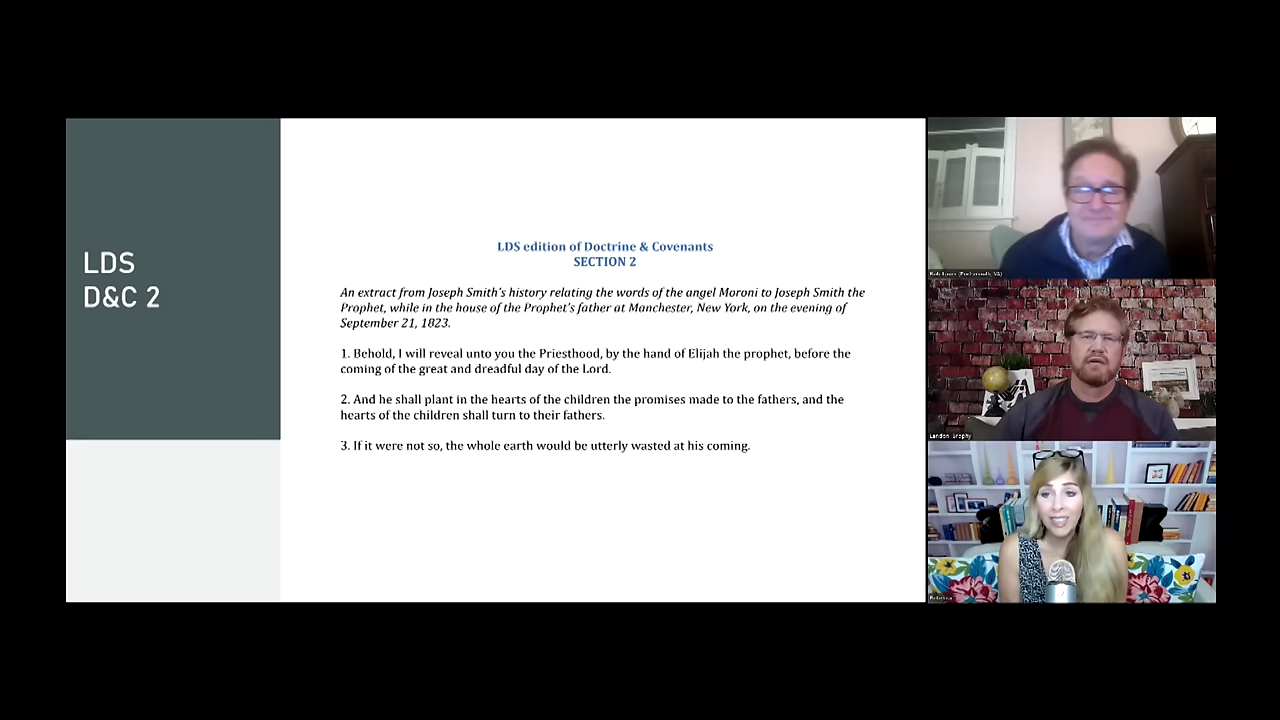 LDS
D&C 2
LDS edition of Doctrine & Covenants
SECTION 2
An extract from Joseph Smith's history relating the words of the angel Moroni to Joseph Smith the
Prophet, while in the house of the Prophet's father at Manchester, New York, on the evening of
September 21, 1823.
1. Behold, I will reveal unto you the Priesthood, by the hand of Elijah the prophet, before the
coming of the great and dreadful day of the Lord.
2. And he shall plant in the hearts of the children the promises made to the fathers, and the
hearts of the children shall turn to their fathers.
3. If it were not so, the whole earth would be utterly wasted at his coming.
Landon Brophy